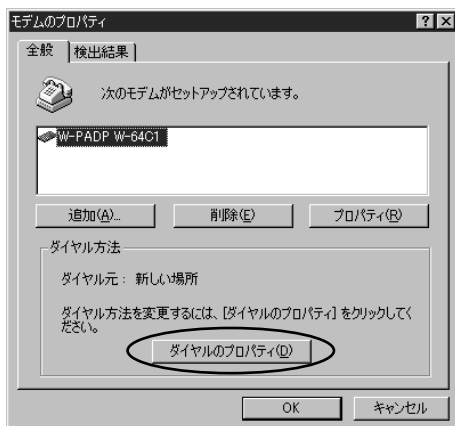 モデムのプロパティ
全般
検出結果
次のモデムがセットアップされています。
W-PADP W-64C1
追加(A)...
削除(E)
プロパティ(R)
ダイヤル方法
ダイヤル元： 新しい場所
ダイヤル方法を変更するには、[ダイヤルのプロパティ] をクリックしてく
ださい。
ダイヤルのプロパティ(D)
OK
キャンセル